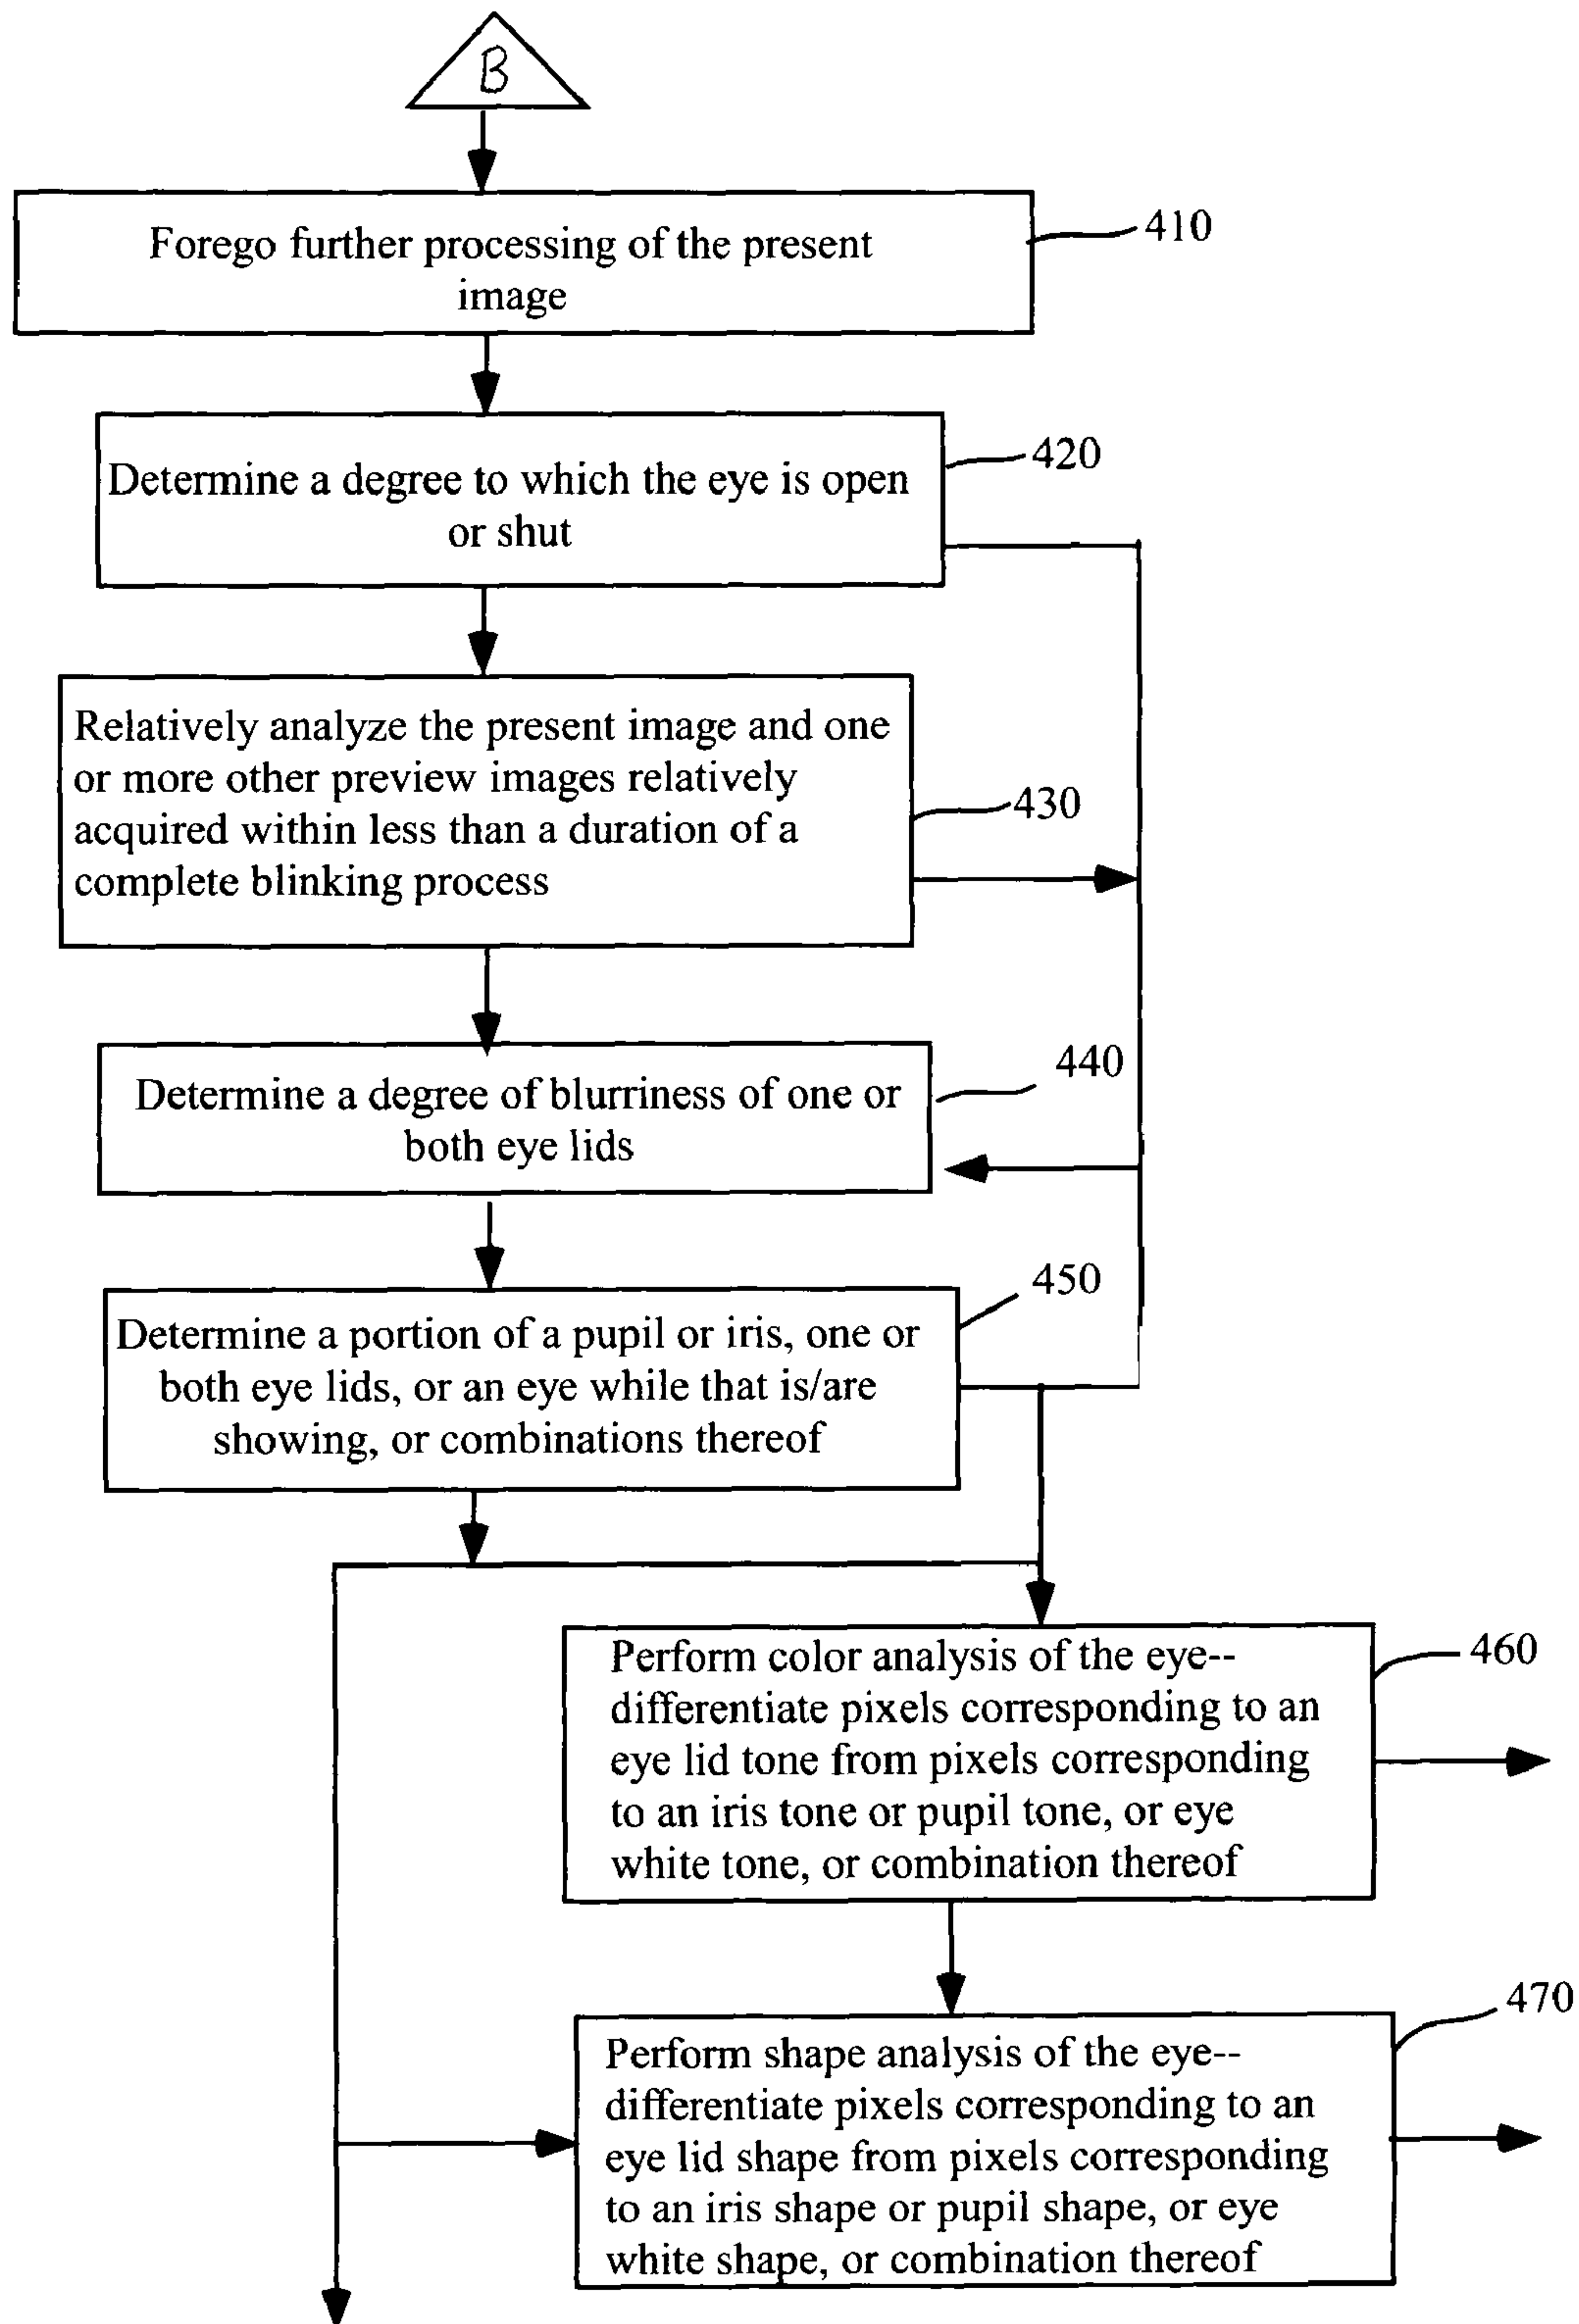 B
Forego further processing of the present
image
410
Determine a degree to which the eye is open
or shut
420
Relatively analyze the present image and one
or more other preview images relatively
acquired within less than a duration of a
complete blinking process
430
Determine a degree of blurriness of one or
both eye lids
440
Determine a portion of a pupil or iris, one or
both eye lids, or an eye while that is/are
showing, or combinations thereof
450
Perform color analysis of the eye--
differentiate pixels corresponding to an
eye lid tone from pixels corresponding
to an iris tone or pupil tone, or eye
white tone, or combination thereof
460
Perform shape analysis of the eye--
differentiate pixels corresponding to an
eye lid shape from pixels corresponding
to an iris shape or pupil shape, or eye
white shape, or combination thereof
470